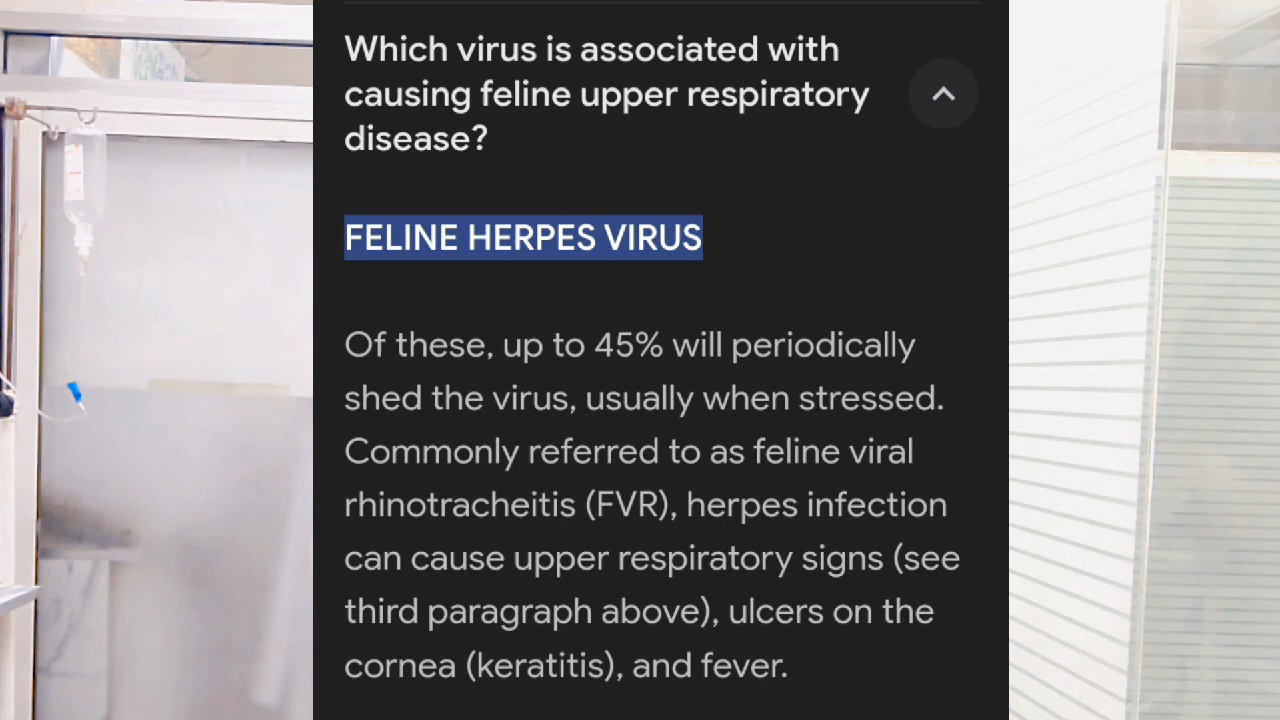 Which virus is associated with
causing feline upper respiratory
disease?
FELINE HERPES VIRUS
Of these, up to 45% will periodically
shed the virus, usually when stressed.
Commonly referred to as feline viral
rhinotracheitis (FVR), herpes infection
can cause upper respiratory signs (see
third paragraph above), ulcers on the
cornea (keratitis), and fever.